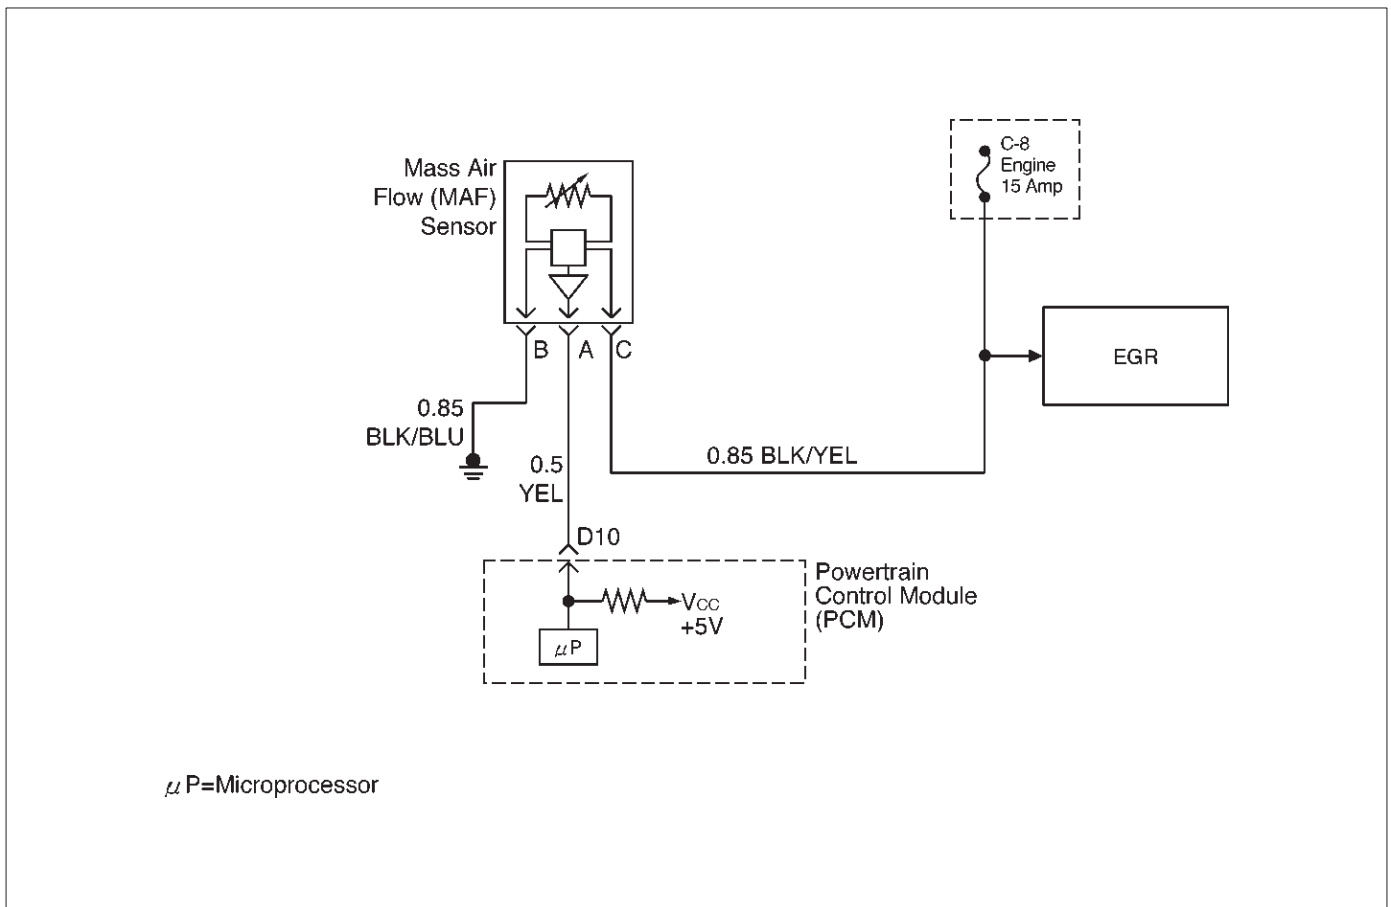 C-8
Engine
15 Amp
Mass Air
Flow (MAF)
Sensor
EGR
B
A
C
0.85
BLK/BLU
0.85 BLK/YEL
0.5
YEL
D10
Powertrain
Control Module
(PCM)
VCC
+5V
μP
μP=Microprocessor